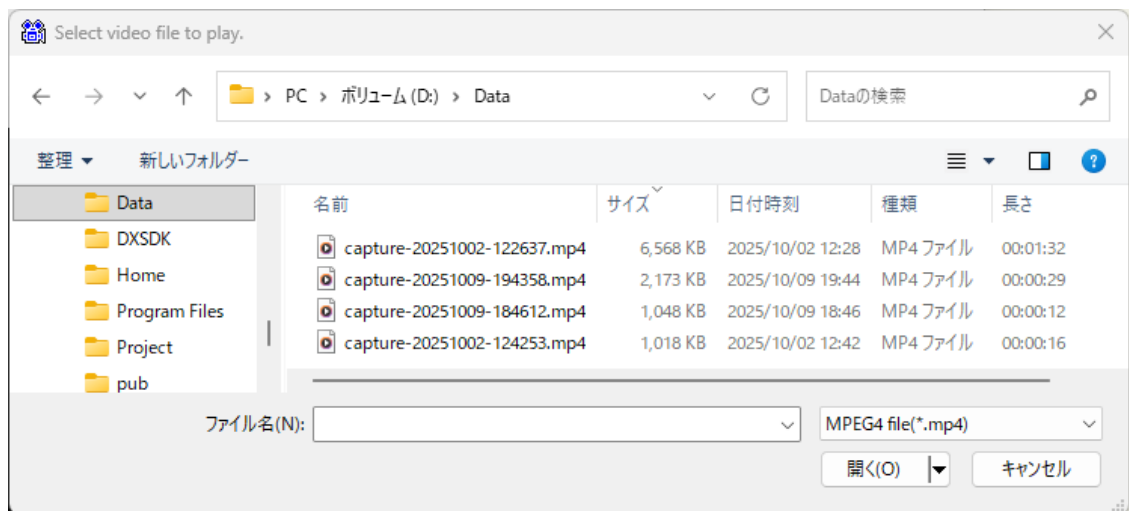 Select video file to play.
PC > ボリューム (D:) > Data
Dataの検索
整理 新しいフォルダー
Data
DXSDK
Home
Program Files
Project
pub
名前 サイズ 日付時刻 種類 長さ
capture-20251002-122637.mp4 6,568 KB 2025/10/02 12:28 MP4 ファイル 00:01:32
capture-20251009-194358.mp4 2,173 KB 2025/10/09 19:44 MP4 ファイル 00:00:29
capture-20251009-184612.mp4 1,048 KB 2025/10/09 18:46 MP4 ファイル 00:00:12
capture-20251002-124253.mp4 1,018 KB 2025/10/02 12:42 MP4 ファイル 00:00:16
ファイル名(N): MPEG4 file(*.mp4)
開く(O) キャンセル